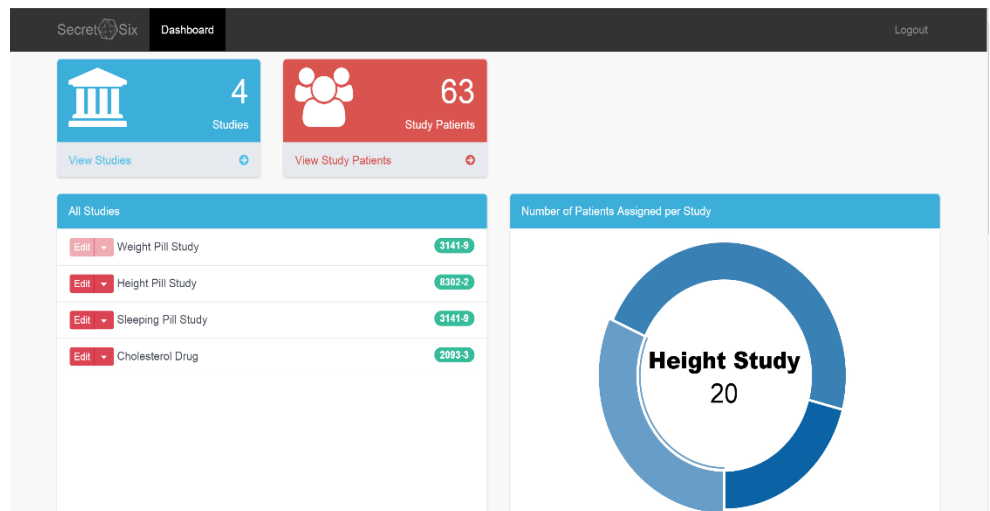 Secret Six Dashboard Logout
4
Studies
View Studies
63
Study Patients
View Study Patients
All Studies
Edit Weight Pill Study 3141-9
Edit Height Pill Study 8302-2
Edit Sleeping Pill Study 3141-9
Edit Cholesterol Drug 2093-3
Number of Patients Assigned per Study
Height Study
20